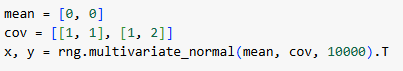 mean = [0, 0]
cov = [[1, 1], [1, 2]]
x, y = rng.multivariate_normal(mean, cov, 10000).T